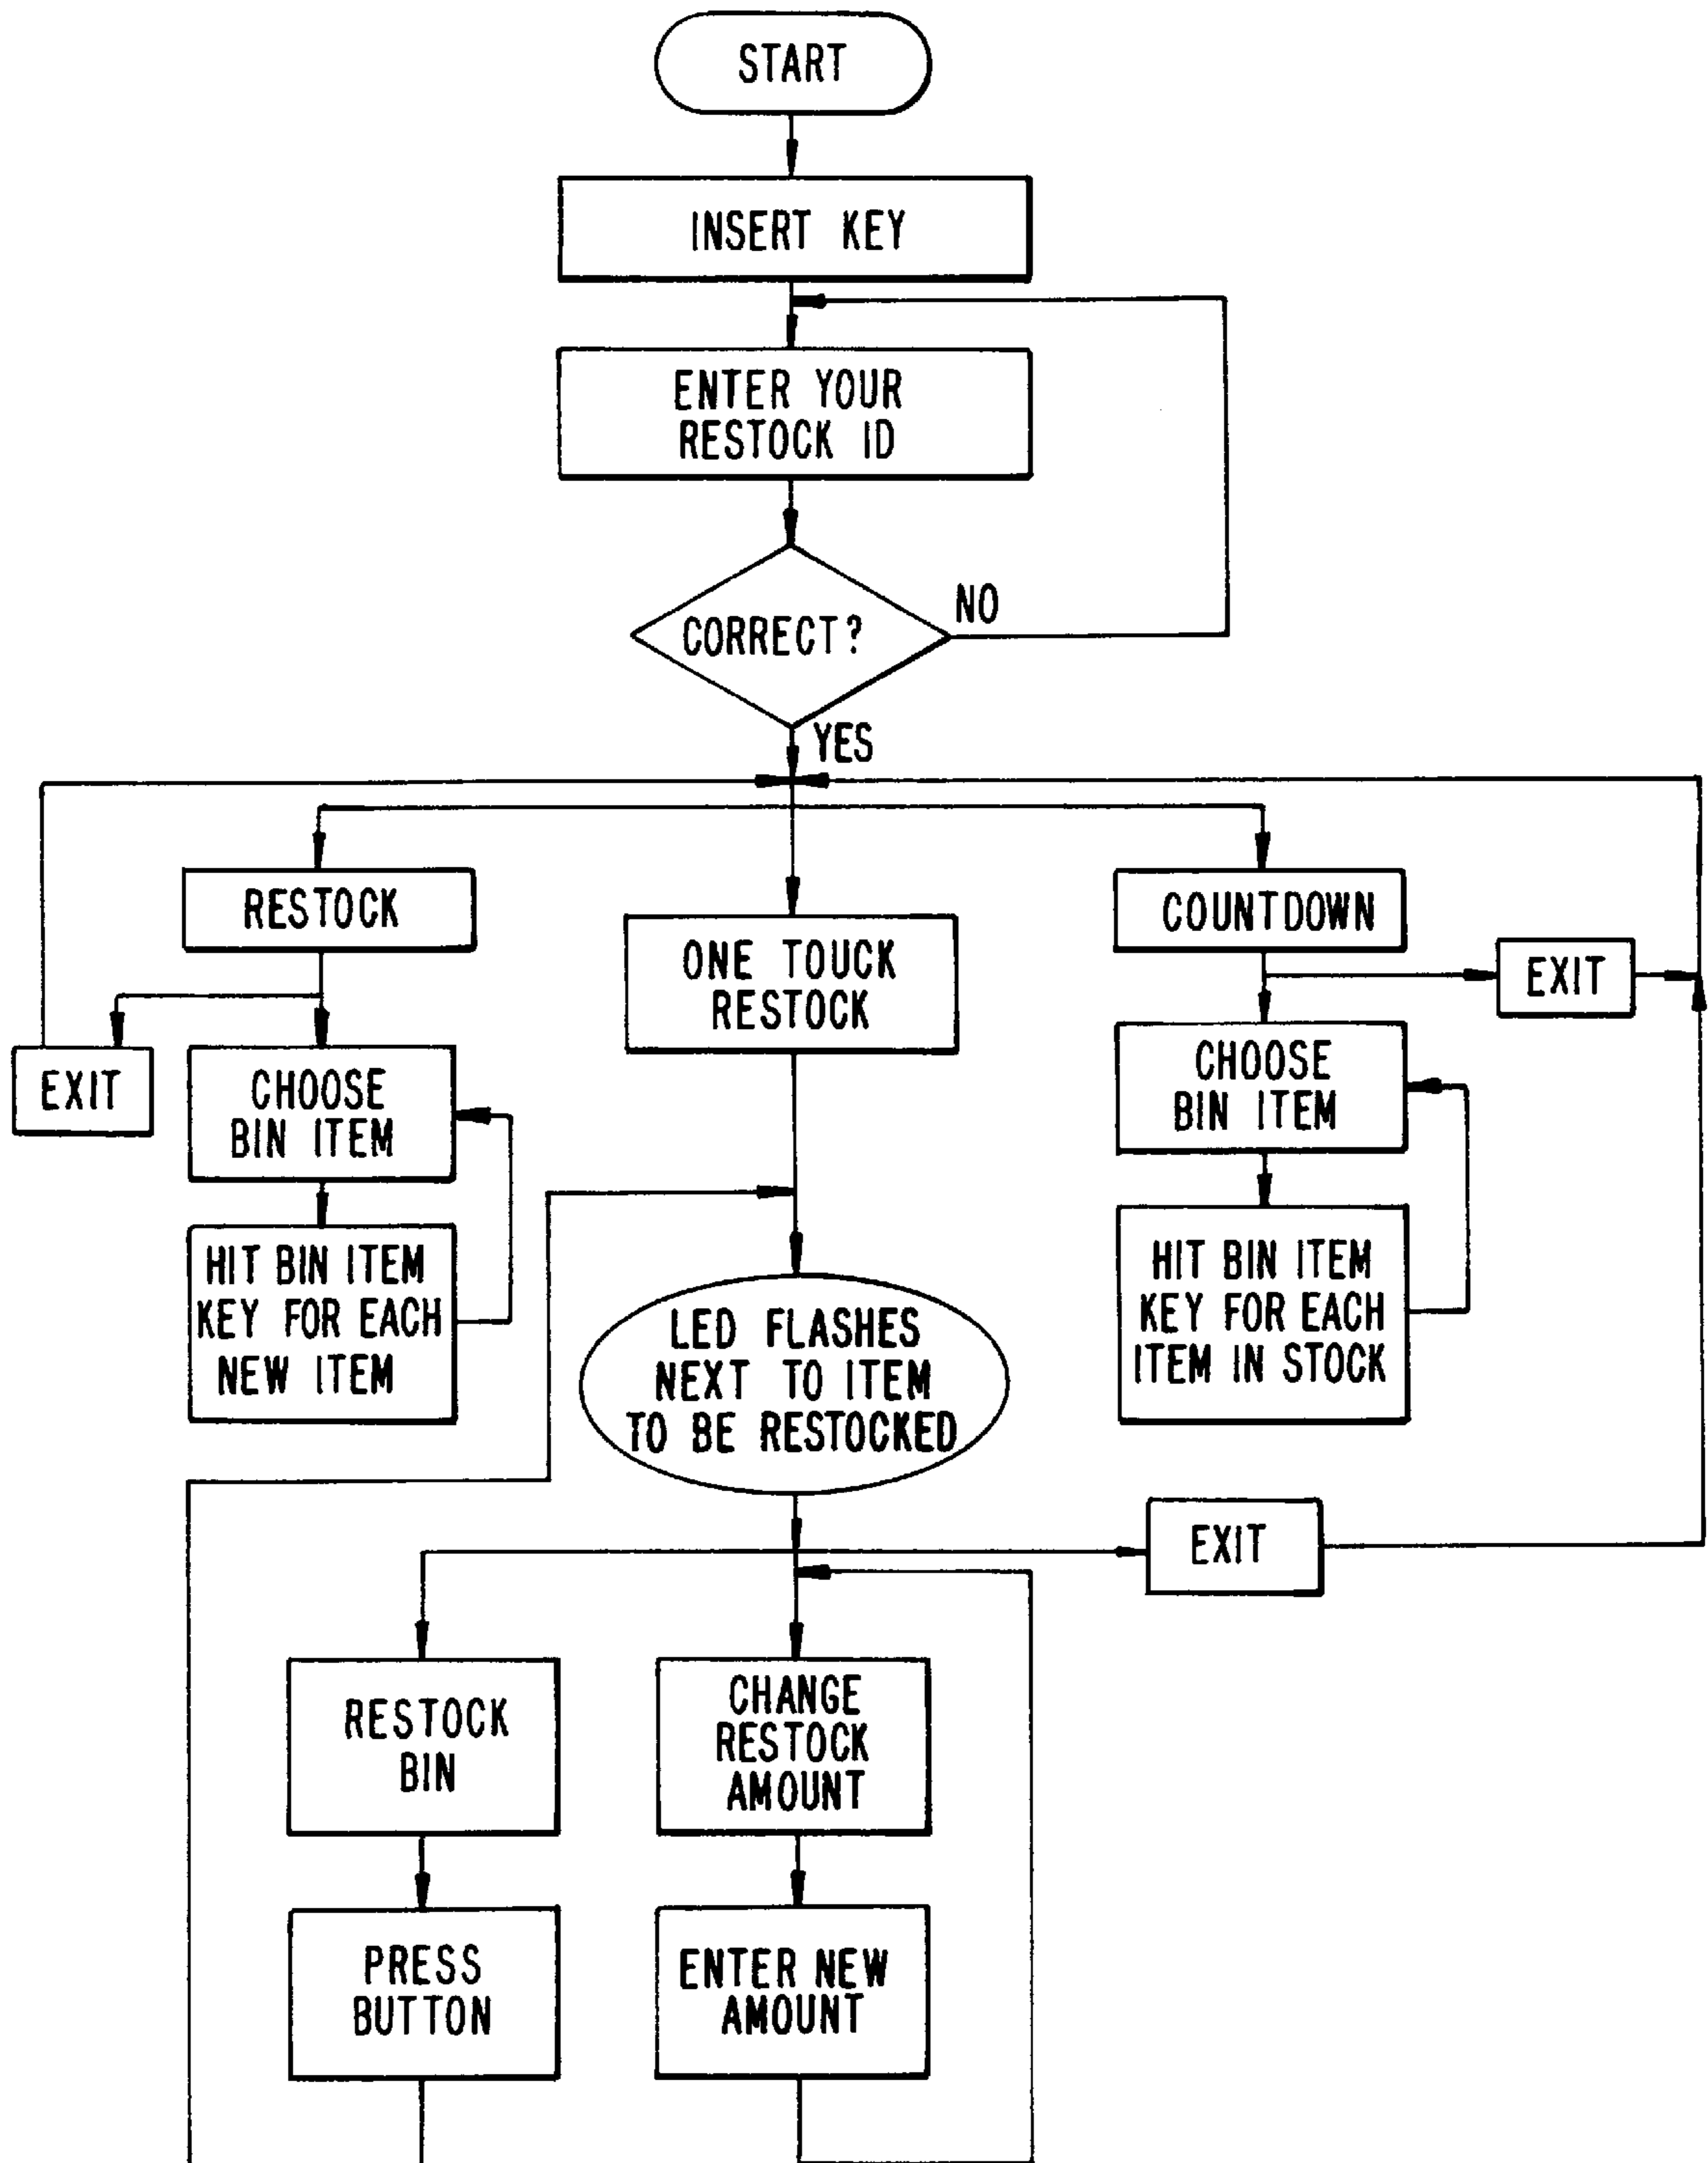 START
INSERT KEY
ENTER YOUR
RESTOCK ID
CORRECT?
NO
YES
RESTOCK
ONE TOUCK
RESTOCK
COUNTDOWN
EXIT
EXIT
CHOOSE
BIN ITEM
CHOOSE
BIN ITEM
HIT BIN ITEM
KEY FOR EACH
NEW ITEM
LED FLASHES
NEXT TO ITEM
TO BE RESTOCKED
HIT BIN ITEM
KEY FOR EACH
ITEM IN STOCK
EXIT
RESTOCK
BIN
CHANGE
RESTOCK
AMOUNT
PRESS
BUTTON
ENTER NEW
AMOUNT